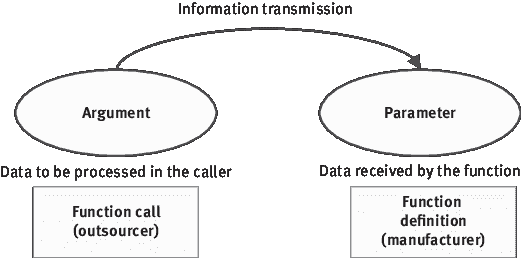 Information transmission
Argument
Parameter
Data to be processed in the caller
Data received by the function
Function call
(outsourcer)
Function
definition
(manufacturer)